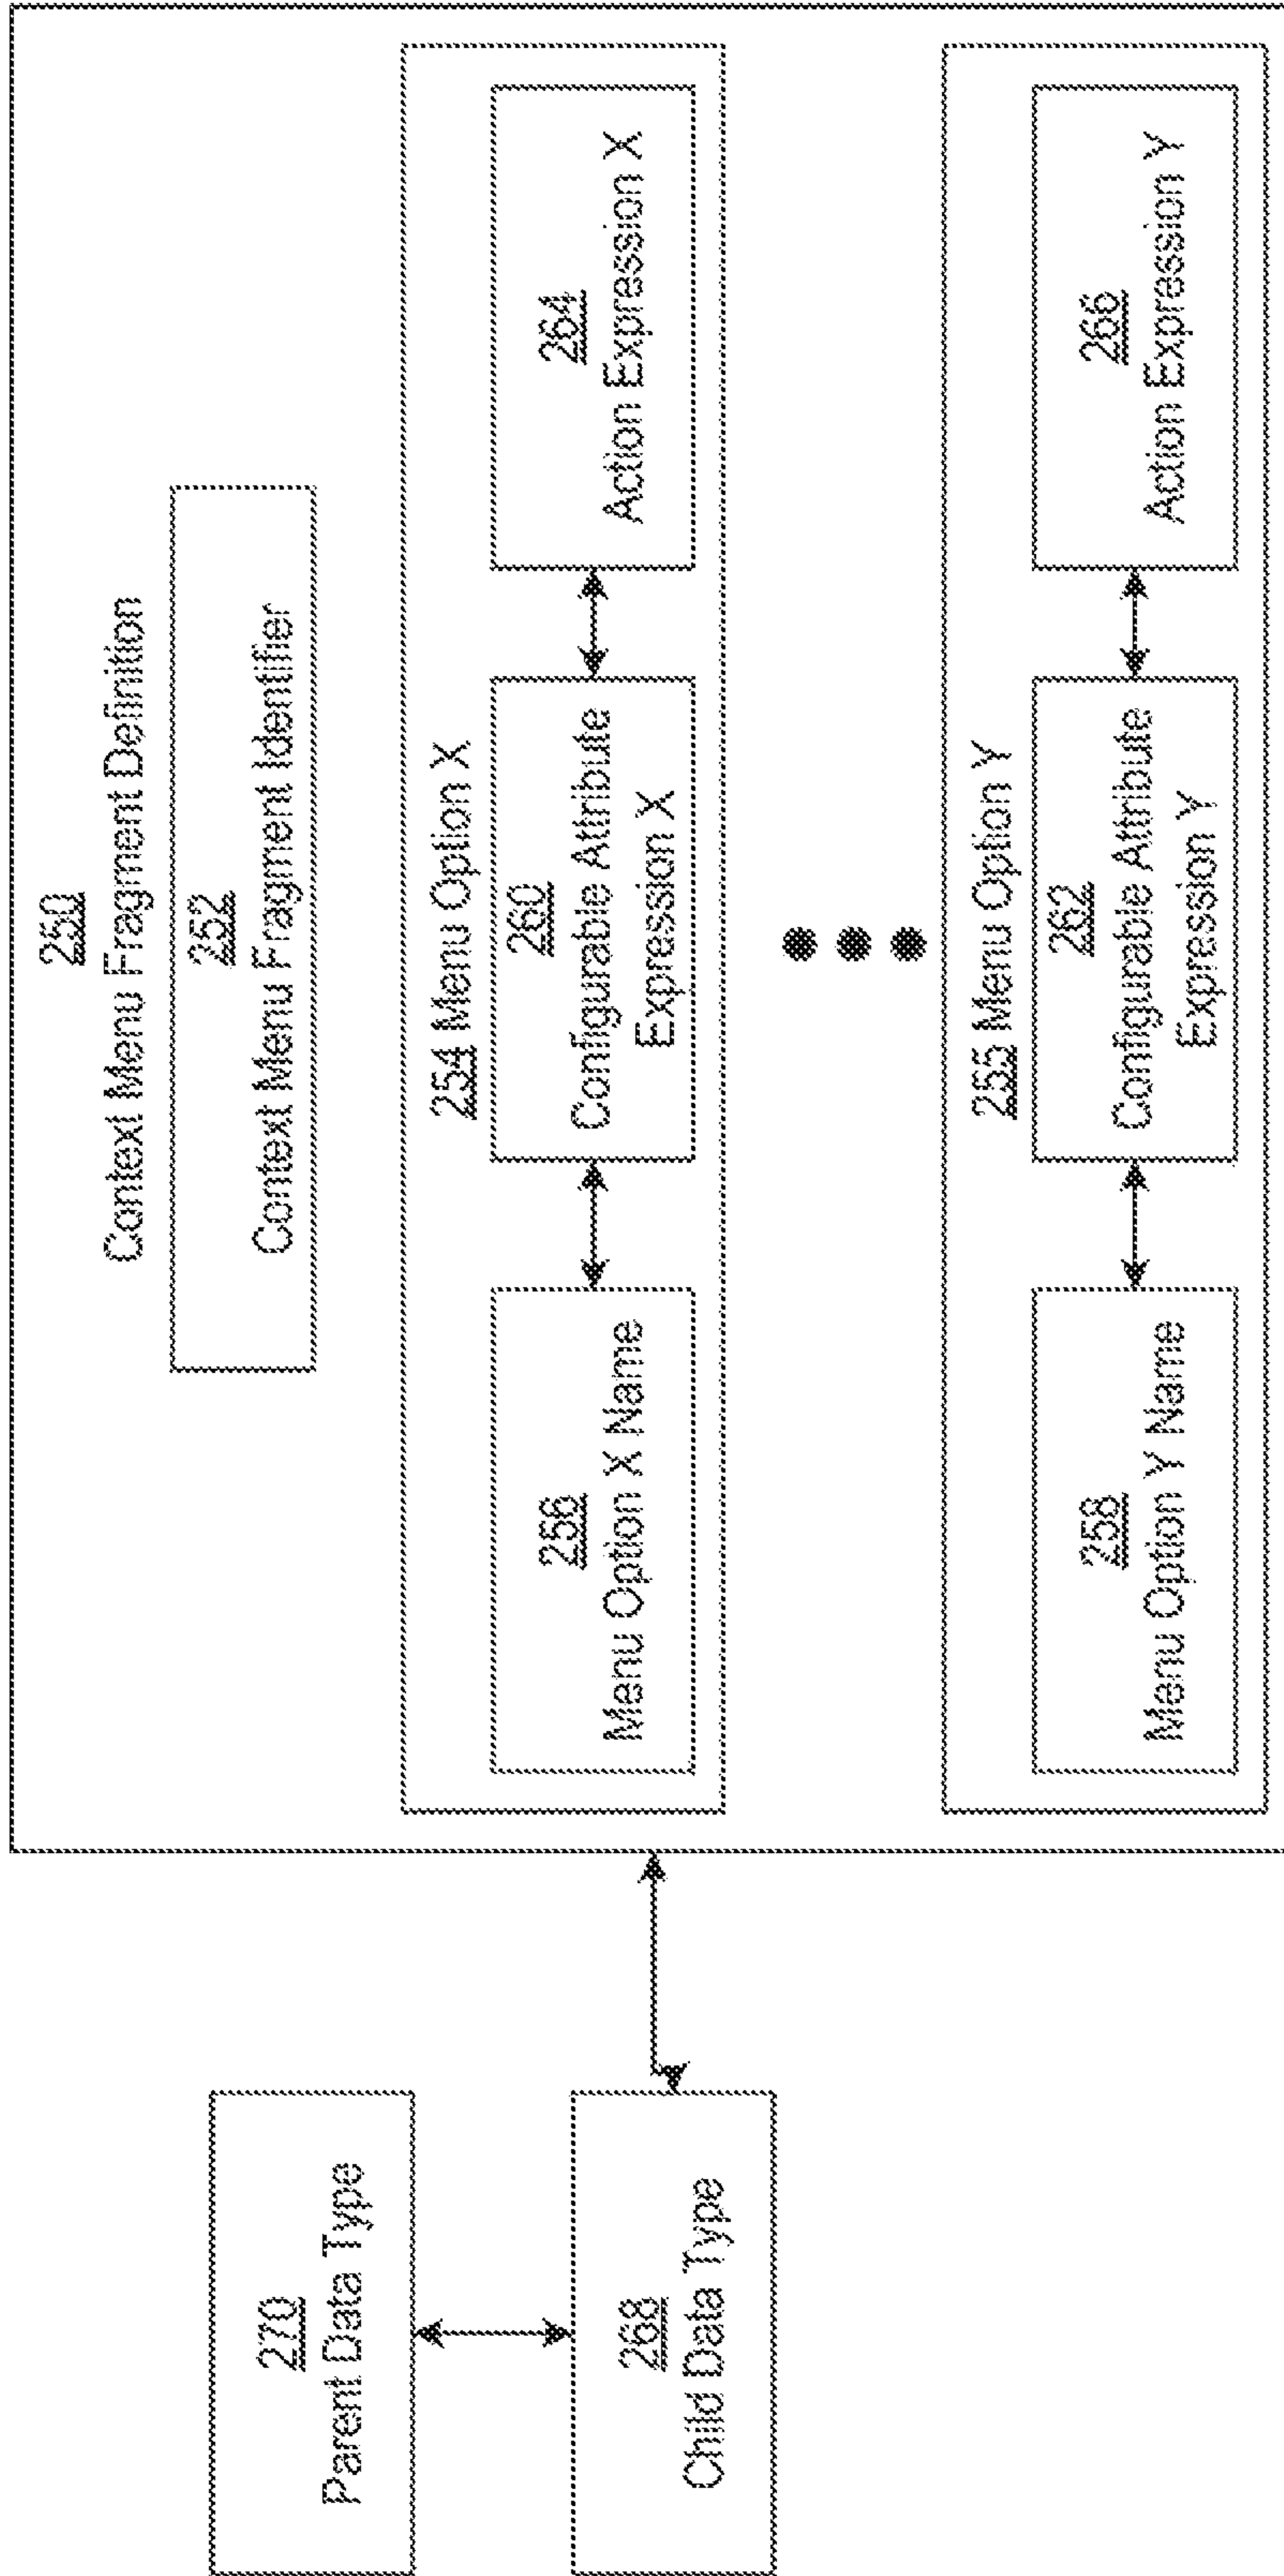 250
Context Menu Fragment Definition
252
Context Menu Fragment Identifier
270
Parent Data Type
268
Child Data Type
254 Menu Option X
256
Menu Option X Name
260
Configurable Attribute
Expression X
264
Action Expression X
255 Menu Option Y
258
Menu Option Y Name
262
Configurable Attribute
Expression Y
266
Action Expression Y